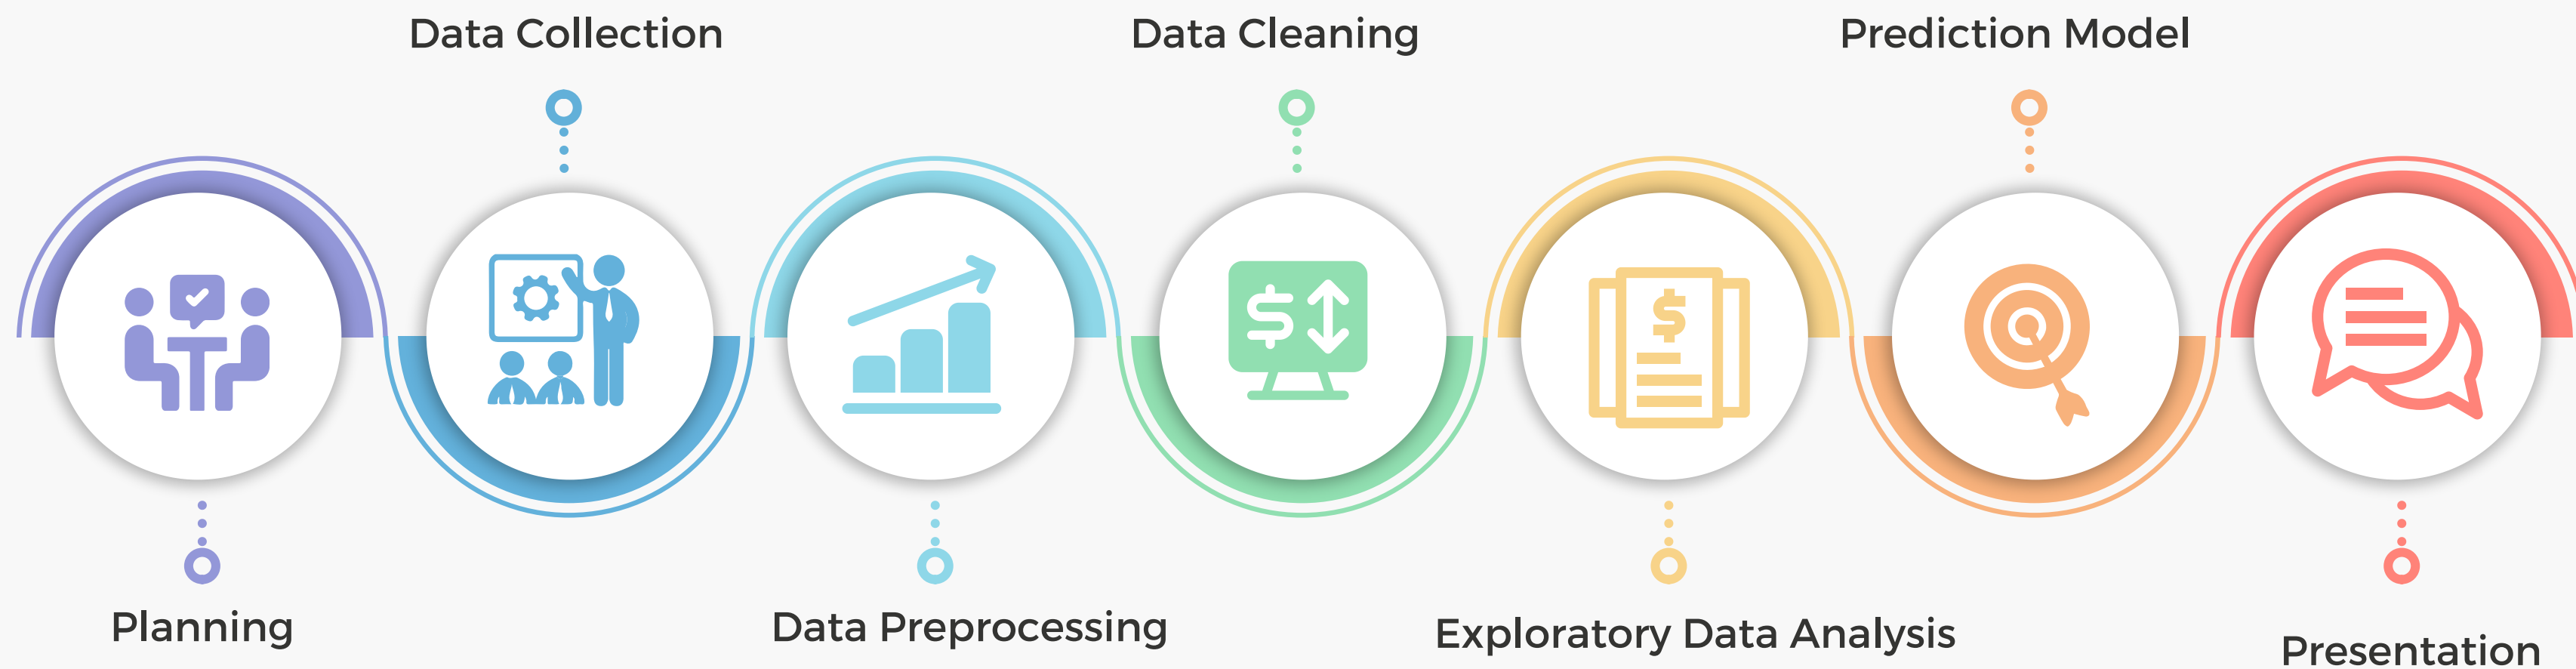 Data Collection
Data Cleaning
Prediction Model
Planning
Data Preprocessing
Exploratory Data Analysis
Presentation